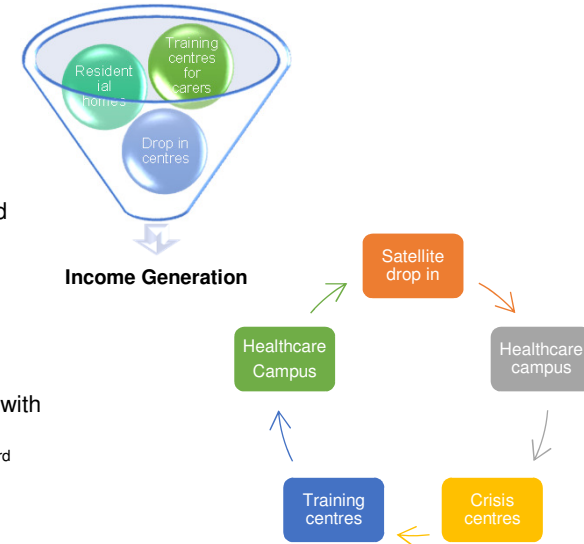 Training
centres
for
carers
Resident
ial
homes
Drop in
centres
Income Generation
with
Satellite
drop in
Healthcare
campus
Crisis
centres
Training
centres
Healthcare
Campus